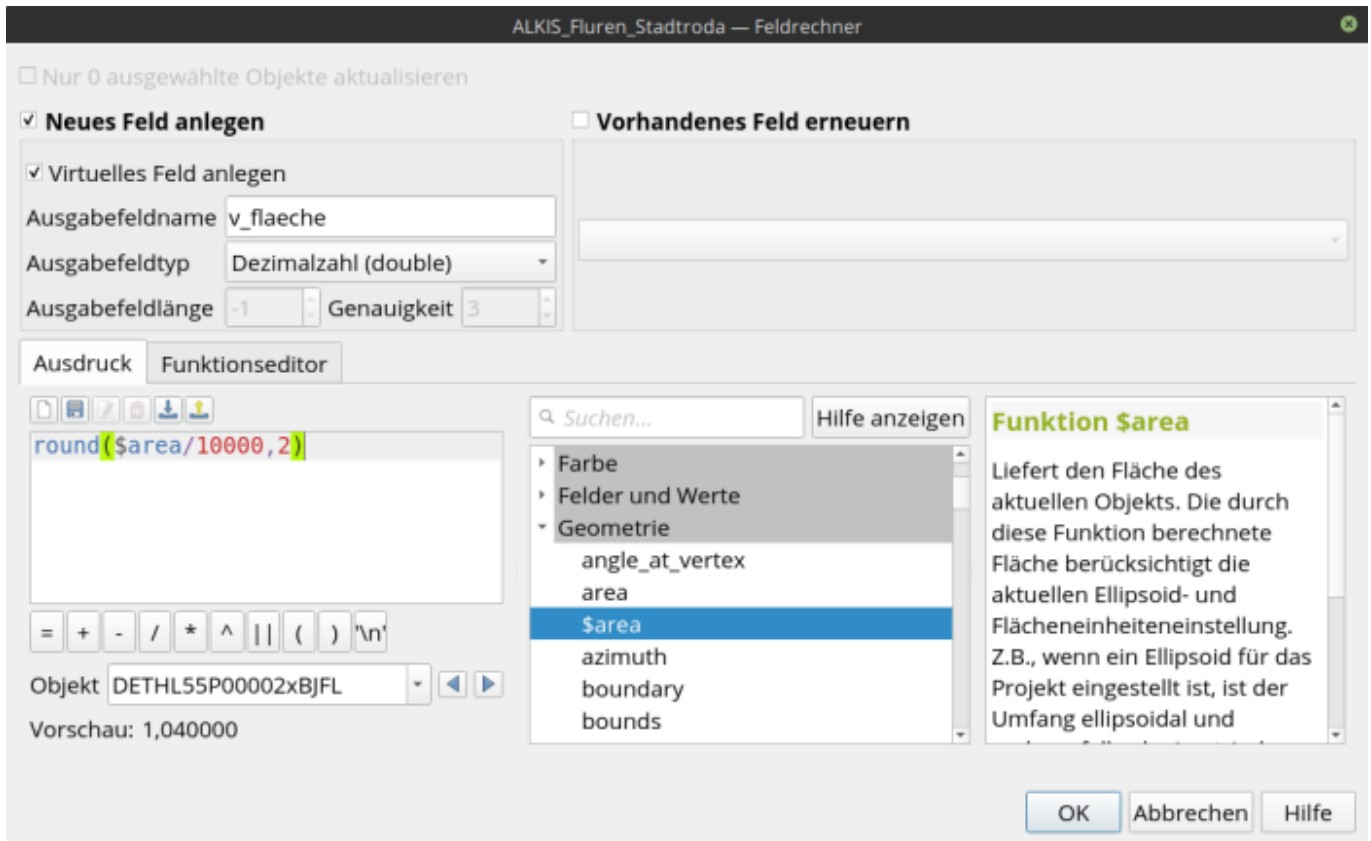 ALKIS_Fluren_Stadtroda — Feldrechner
Nur 0 ausgewählte Objekte aktualisieren
Neues Feld anlegen
Vorhandenes Feld erneuern
Virtuelles Feld anlegen
Ausgabefeldname v_flaeche
Ausgabefeldtyp Dezimalzahl (double)
Ausgabefeldlänge -1 Genauigkeit 3
Ausdruck Funktionseditor
round($area/10000,2)
= + - / * ^ || ( ) '\n'
Objekt DETHL55P00002xBJFL
Vorschau: 1,040000
Suchen... Hilfe anzeigen
Farbe
Felder und Werte
Geometrie
angle_at_vertex
area
$area
azimuth
boundary
bounds
Funktion $area
Liefert den Fläche des
aktuellen Objekts. Die durch
diese Funktion berechnete
Fläche berücksichtigt die
aktuellen Ellipsoid- und
Flächeneinheiteneinstellung.
Z.B., wenn ein Ellipsoid für das
Projekt eingestellt ist, ist der
Umfang ellipsoidal und
OK Abbrechen Hilfe